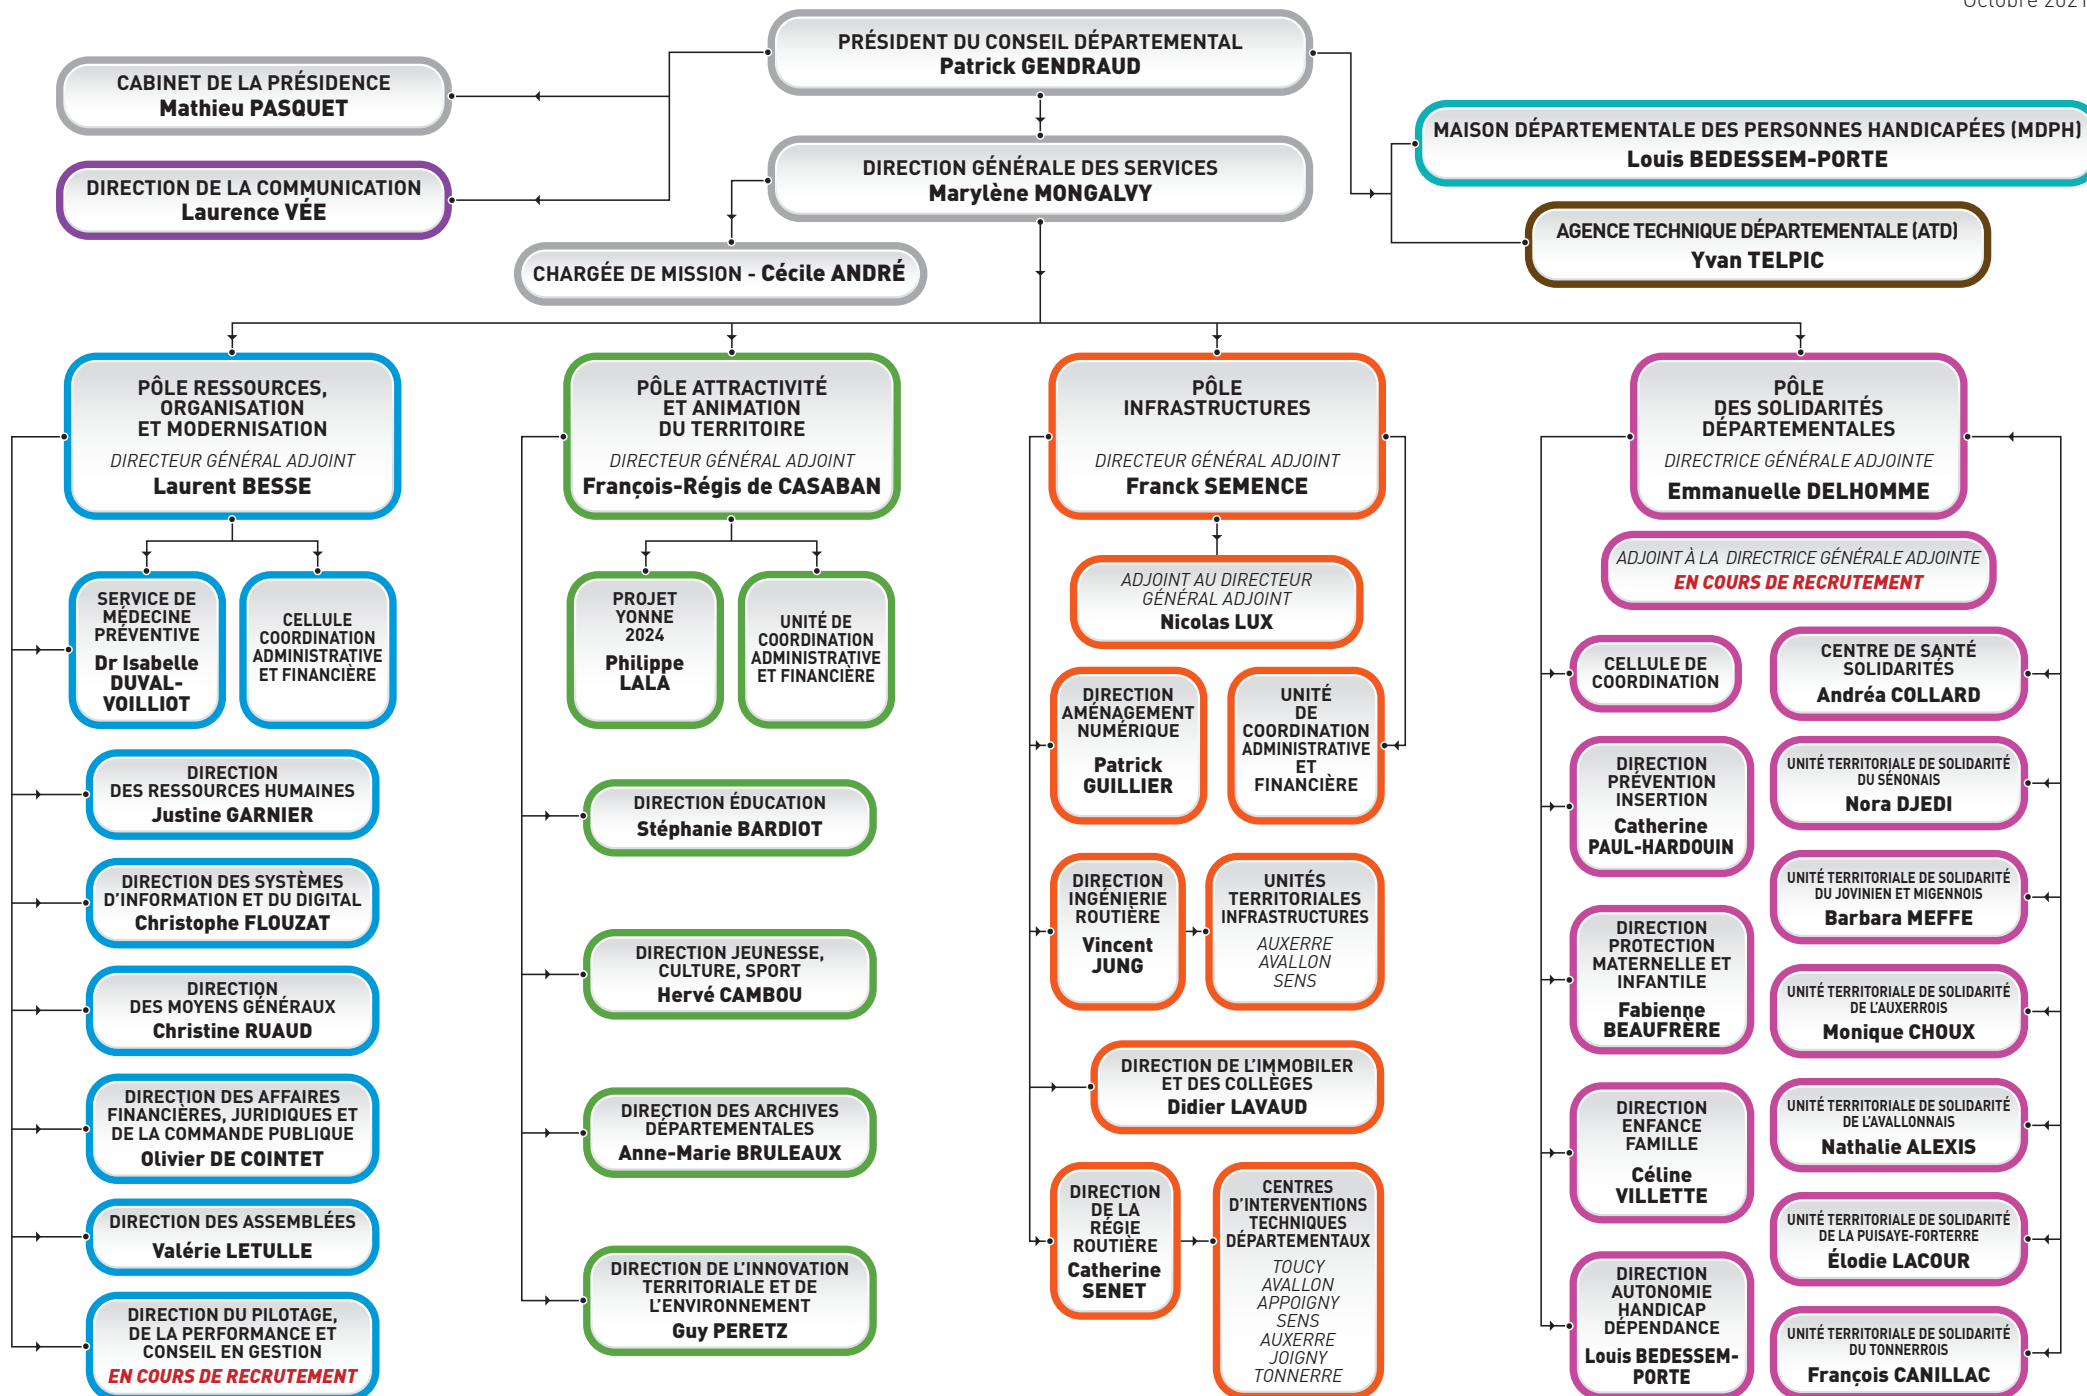 Octobre 2021
PRÉSIDENT DU CONSEIL DÉPARTEMENTAL
Patrick GENDRAUD
CABINET DE LA PRÉSIDENCE
Mathieu PASQUET
DIRECTION DE LA COMMUNICATION
Laurence VÉE
DIRECTION GÉNÉRALE DES SERVICES
Marylène MONGALVY
CHARGÉE DE MISSION - Cécile ANDRÉ
MAISON DÉPARTEMENTALE DES PERSONNES HANDICAPÉES (MDPH)
Louis BEDESSEM-PORTE
AGENCE TECHNIQUE DÉPARTEMENTALE (ATD)
Yvan TELPIC
PÔLE RESSOURCES,
ORGANISATION
ET MODERNISATION
DIRECTEUR GÉNÉRAL ADJOINT
Laurent BESSE
SERVICE DE
MÉDECINE
PRÉVENTIVE
Dr Isabelle
DUVAL-
VOILLIOT
CELLULE
COORDINATION
ADMINISTRATIVE
ET FINANCIÈRE
DIRECTION
DES RESSOURCES HUMAINES
Justine GARNIER
DIRECTION DES SYSTÈMES
D'INFORMATION ET DU DIGITAL
Christophe FLOUZAT
DIRECTION
DES MOYENS GÉNÉRAUX
Christine RUAUD
DIRECTION DES AFFAIRES
FINANCIÈRES, JURIDIQUES ET
DE LA COMMANDE PUBLIQUE
Olivier DE COINTET
DIRECTION DES ASSEMBLÉES
Valérie LETULLE
DIRECTION DU PILOTAGE,
DE LA PERFORMANCE ET
CONSEIL EN GESTION
EN COURS DE RECRUTEMENT
PÔLE ATTRACTIVITÉ
ET ANIMATION
DU TERRITOIRE
DIRECTEUR GÉNÉRAL ADJOINT
François-Régis de CASABAN
PROJET
YONNE
2024
Philippe
LALA
UNITÉ DE
COORDINATION
ADMINISTRATIVE
ET FINANCIÈRE
DIRECTION ÉDUCATION
Stéphanie BARDIOT
DIRECTION JEUNESSE,
CULTURE, SPORT
Hervé CAMBOU
DIRECTION DES ARCHIVES
DÉPARTEMENTALES
Anne-Marie BRULEAUX
DIRECTION DE L'INNOVATION
TERRITORIALE ET DE
L'ENVIRONNEMENT
Guy PERETZ
PÔLE
INFRASTRUCTURES
DIRECTEUR GÉNÉRAL ADJOINT
Franck SEMENCE
ADJOINT AU DIRECTEUR
GÉNÉRAL ADJOINT
Nicolas LUX
DIRECTION
AMÉNAGEMENT
NUMÉRIQUE
Patrick
GUILLIER
UNITÉ
DE
COORDINATION
ADMINISTRATIVE
ET
FINANCIÈRE
DIRECTION
INGÉNIERIE
ROUTIÈRE
Vincent
JUNG
UNITÉS
TERRITORIALES
INFRASTRUCTURES
AUXERRE
AVALLON
SENS
DIRECTION DE L'IMMOBILER
ET DES COLLÈGES
Didier LAVAUD
DIRECTION
DE LA
RÉGIE
ROUTIÈRE
Catherine
SENET
CENTRES
D'INTERVENTIONS
TECHNIQUES
DÉPARTEMENTAUX
TOUCY
AVALLON
APPOIGNY
SENS
AUXERRE
JOIGNY
TONNERRE
PÔLE
DES SOLIDARITÉS
DÉPARTEMENTALES
DIRECTRICE GÉNÉRALE ADJOINTE
Emmanuelle DELHOMME
ADJOINT À LA DIRECTRICE GÉNÉRALE ADJOINTE
EN COURS DE RECRUTEMENT
CELLULE DE
COORDINATION
DIRECTION
PRÉVENTION
INSERTION
Catherine
PAUL-HARDOUIN
DIRECTION
PROTECTION
MATERNELLE ET
INFANTILE
Fabienne
BEAUFRÈRE
DIRECTION
ENFANCE
FAMILLE
Céline
VILLETTE
DIRECTION
AUTONOMIE
HANDICAP
DÉPENDANCE
Louis BEDESSEM-
PORTE
CENTRE DE SANTÉ
SOLIDARITÉS
Andréa COLLARD
UNITÉ TERRITORIALE DE SOLIDARITÉ
DU SÉNONAIS
Nora DJEDI
UNITÉ TERRITORIALE DE SOLIDARITÉ
DU JOVINIEN ET MIGENNOIS
Barbara MEFFE
UNITÉ TERRITORIALE DE SOLIDARITÉ
DE L'AUXERROIS
Monique CHOUX
UNITÉ TERRITORIALE DE SOLIDARITÉ
DE L'AVALLONNAIS
Nathalie ALEXIS
UNITÉ TERRITORIALE DE SOLIDARITÉ
DE LA PUISAYE-FORTERRE
Élodie LACOUR
UNITÉ TERRITORIALE DE SOLIDARITÉ
DU TONNERROIS
François CANILLAC